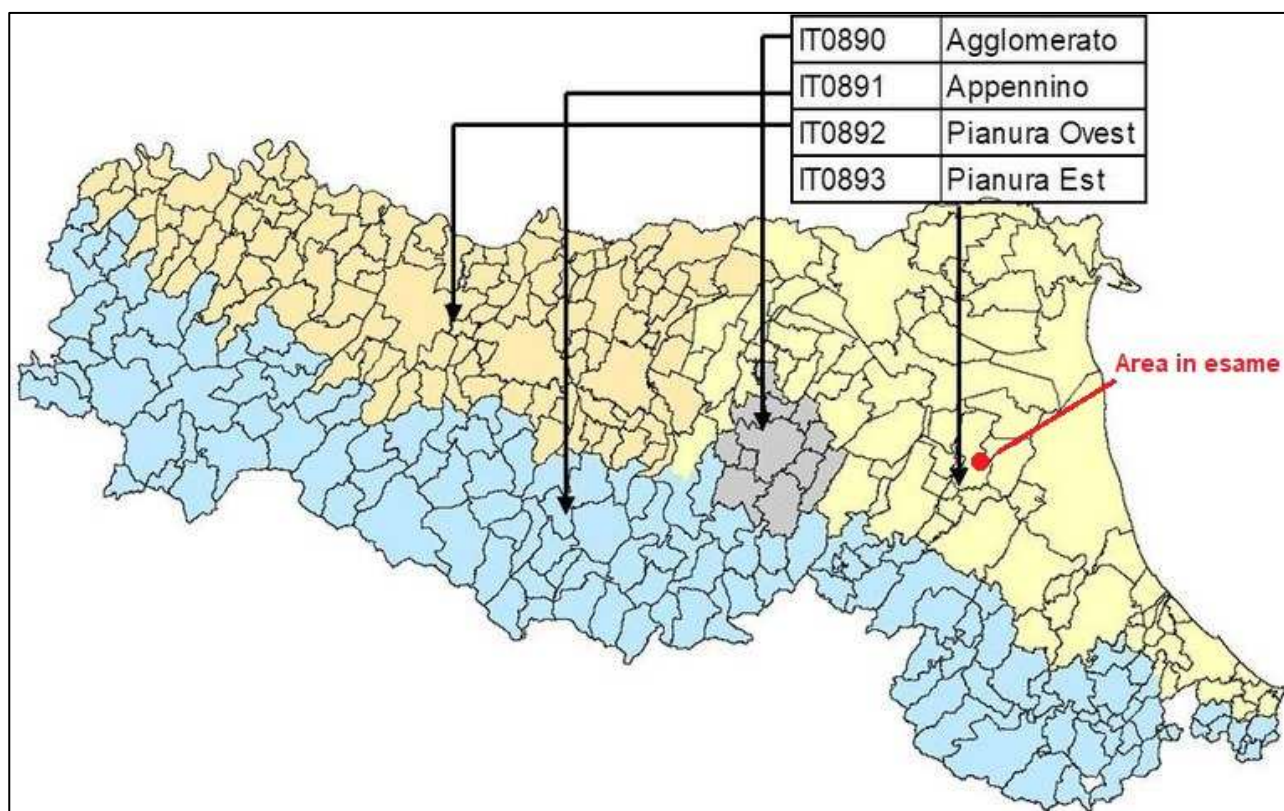 IT0890 Agglomerato
IT0891 Appennino
IT0892 Pianura Ovest
IT0893 Pianura Est
Area in esame